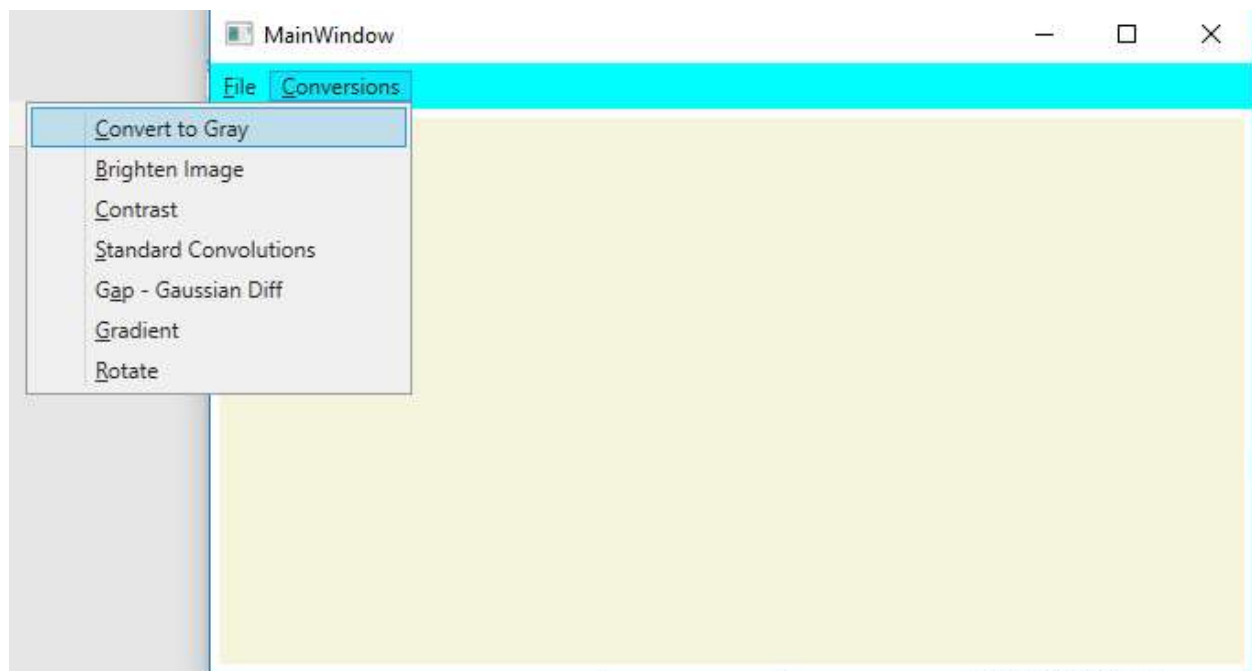 MainWindow
File Conversions
Convert to Gray
Brighten Image
Contrast
Standard Convolutions
Gap - Gaussian Diff
Gradient
Rotate